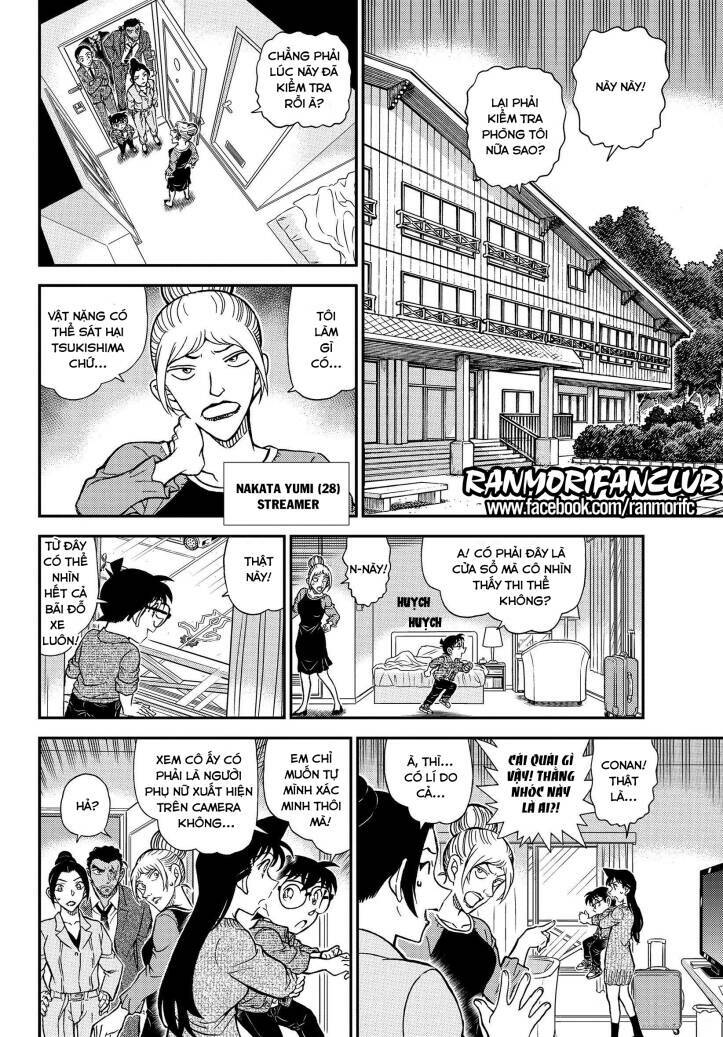 NÀY NÀY!
LẠI PHẢI
KIỂM TRA
PHÒNG TÔI
NỮA SAO?
CHẲNG PHẢI
LÚC NÃY ĐÃ
KIỂM TRA
RỒI À?
RANMORIFANCLUB
www.facebook.com/ranmorifc
TÔI
LÀM
GÌ
CÓ...
VẬT NẶNG CÓ
THỂ SÁT HẠI
TSUKISHIMA
CHỨ...
NAKATA YUMI (28)
STREAMER
A! CÓ PHẢI ĐÂY LÀ
CỬA SỔ MÀ CÔ NHÌN
THẤY THI THỂ
KHÔNG?
HUỴCH
HUỴCH
N-NÀY!
THẬT
NÀY!
TỪ ĐÂY
CÓ THỂ
NHÌN
HẾT CẢ
BÃI ĐỖ
XE
LUÔN!
CONAN!
THẬT
LÀ...
CÁI QUÁI GÌ
VẬY! THẰNG
NHÓC NÀY
LÀ AI?!
À, THÌ...
CÓ LÍ DO
CẢ...
EM CHỈ
MUỐN TỰ
MÌNH XÁC
MINH THÔI
MÀ!
XEM CÔ ẤY CÓ
PHẢI LÀ NGƯỜI
PHỤ NỮ XUẤT HIỆN
TRÊN CAMERA
KHÔNG...
HẢ?